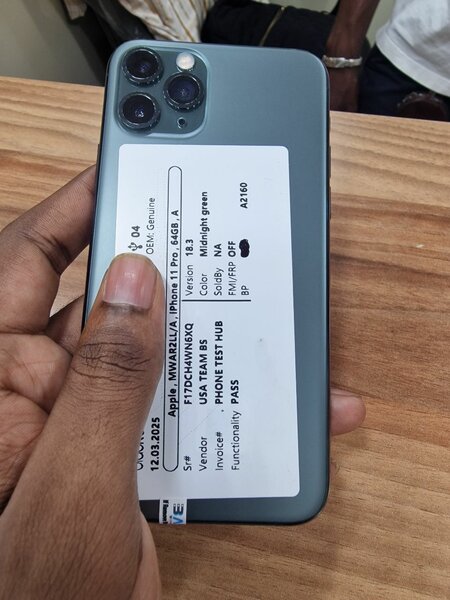 04
OEM: Genuine
12.03.2025
Apple , MWAR2LL/A , iPhone 11 Pro , 64GB , A
Sr# F17DCH4WN6XQ
Vendor USA TEAM BS
Invoice# PHONE TEST HUB
Functionality PASS
Version 18.3
Color Midnight green
SoldBy NA
FMI/FRP OFF
BP
A2160